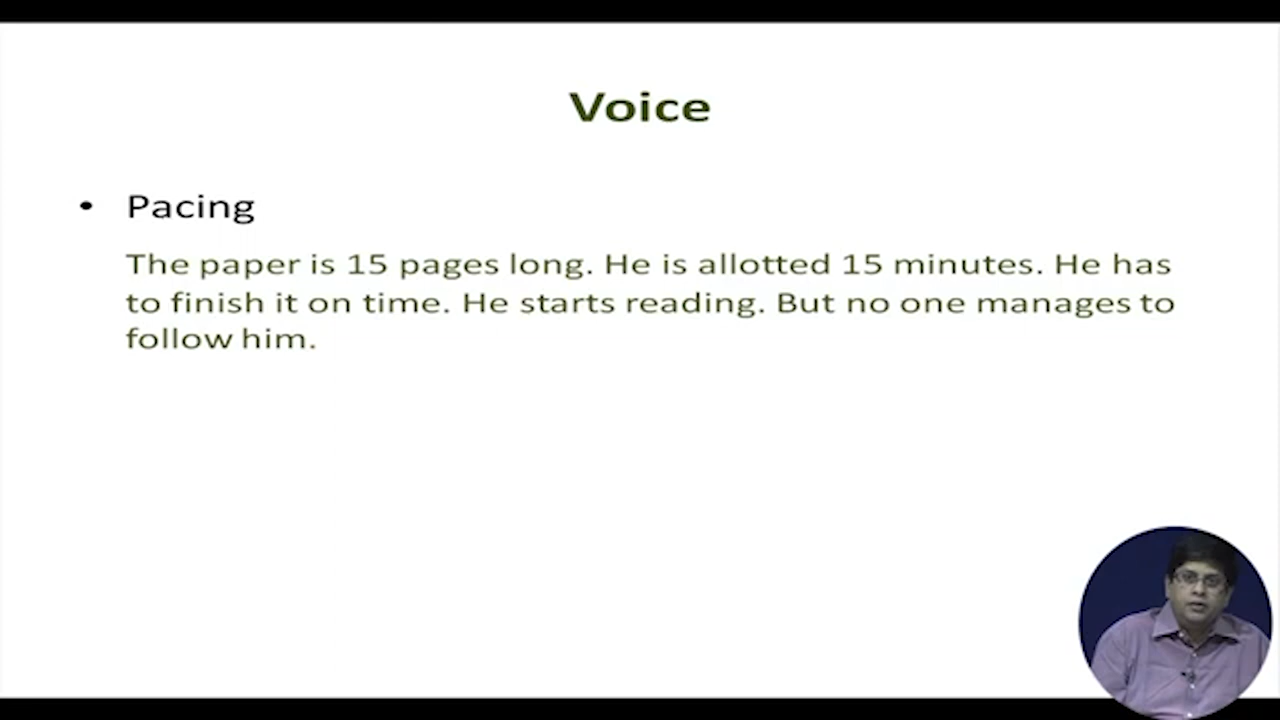 Voice
• Pacing
The paper is 15 pages long. He is allotted 15 minutes. He has
to finish it on time. He starts reading. But no one manages to
follow him.